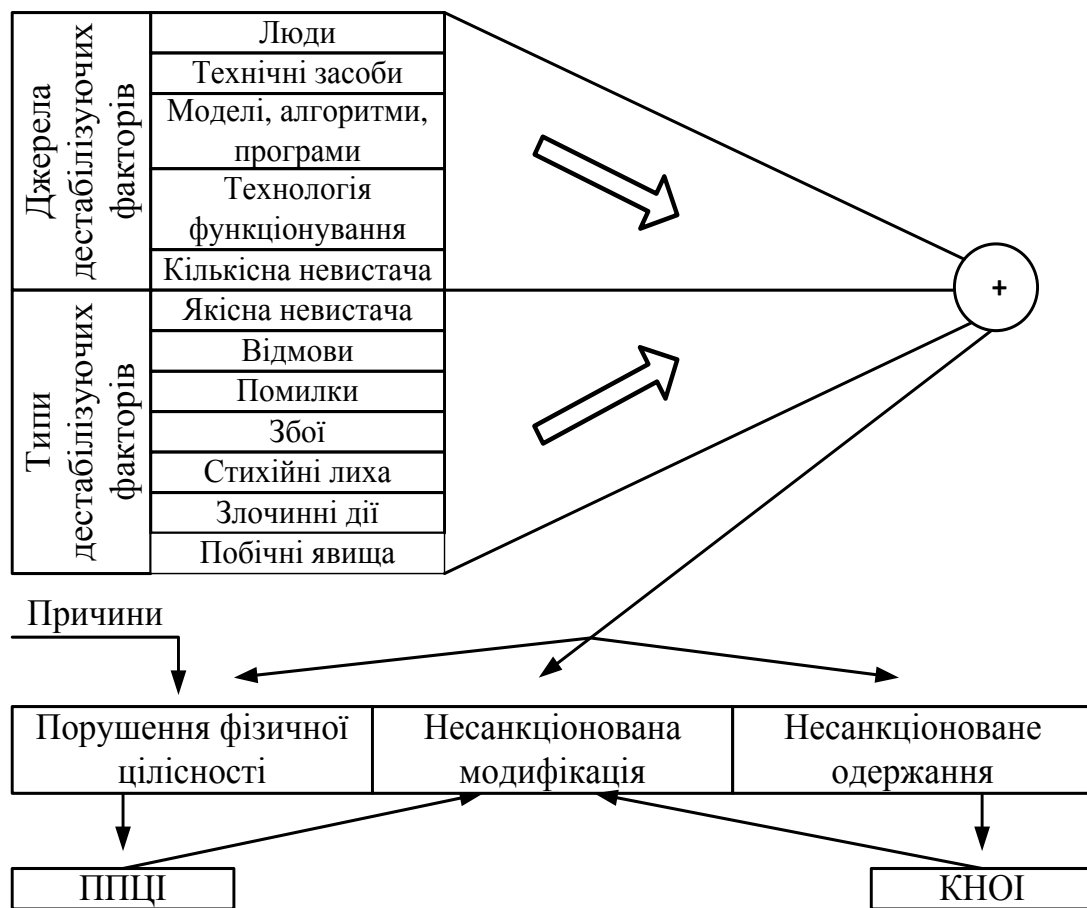 Джерела
дестабілізуючих
факторів
Люди
Технічні засоби
Моделі, алгоритми,
програми
Технологія
функціонування
Кількісна невистача
Типи
дестабілізуючих
факторів
Якісна невистача
Відмови
Помилки
Збої
Стихійні лиха
Злочинні дії
Побічні явища
+
Причини
Порушення фізичної
цілісності
Несанкціонована
модифікація
Несанкціоноване
одержання
ППЦІ
КНОІ